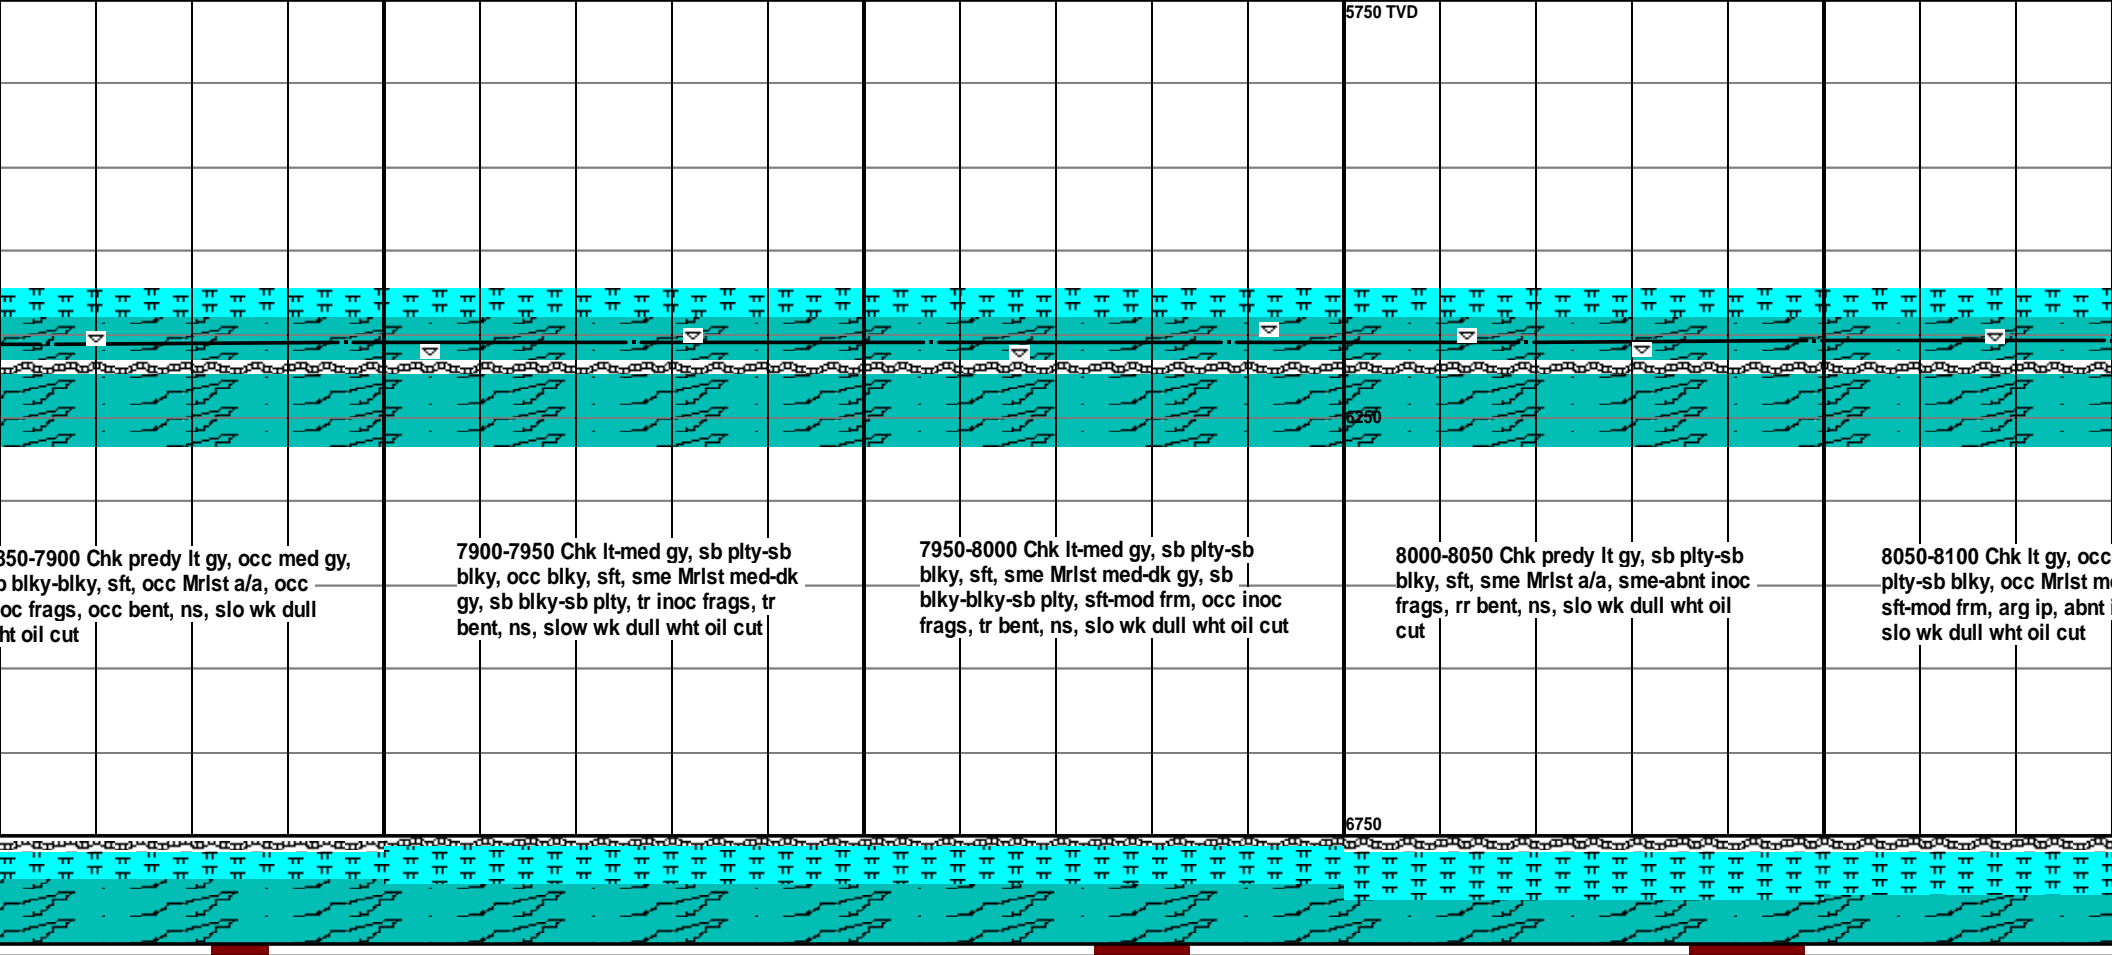 5750 TVD
6250
850-7900 Chk predy lt gy, occ med gy,
blky-blky, sft, occ Mrlst a/a, occ
frags, occ bent, ns, slo wk dull
oil cut
7900-7950 Chk lt-med gy, sb plty-sb
blky, occ blky, sft, sme Mrlst med-dk
gy, sb blky-sb plty, tr inoc frags, tr
bent, ns, slow wk dull wht oil cut
7950-8000 Chk lt-med gy, sb plty-sb
blky, sft, sme Mrlst med-dk gy, sb
blky-blky-sb plty, sft-mod frm, occ inoc
frags, tr bent, ns, slo wk dull wht oil cut
8000-8050 Chk predy lt gy, sb plty-sb
blky, sft, sme Mrlst a/a, sme-abnt inoc
frags, rr bent, ns, slo wk dull wht oil
cut
8050-8100 Chk lt gy, occ
plty-sb blky, occ Mrlst
sft-mod frm, arg ip, abnt
slo wk dull wht oil cut
6750